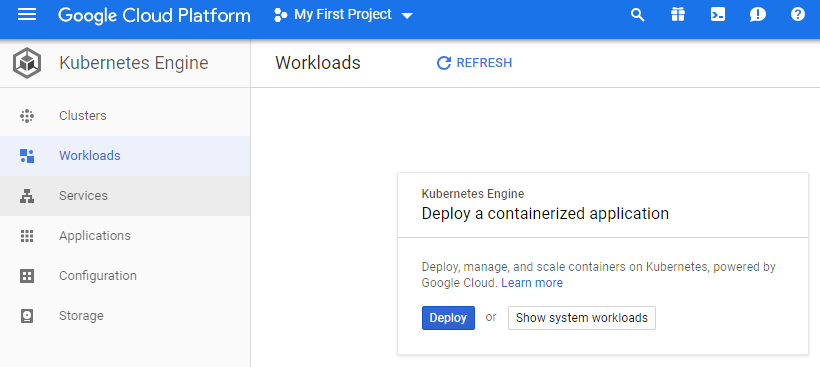 Google Cloud Platform My First Project
Kubernetes Engine
Workloads REFRESH
Clusters
Workloads
Services
Applications
Configuration
Storage
Kubernetes Engine
Deploy a containerized application
Deploy, manage, and scale containers on Kubernetes, powered by
Google Cloud. Learn more
Deploy or Show system workloads